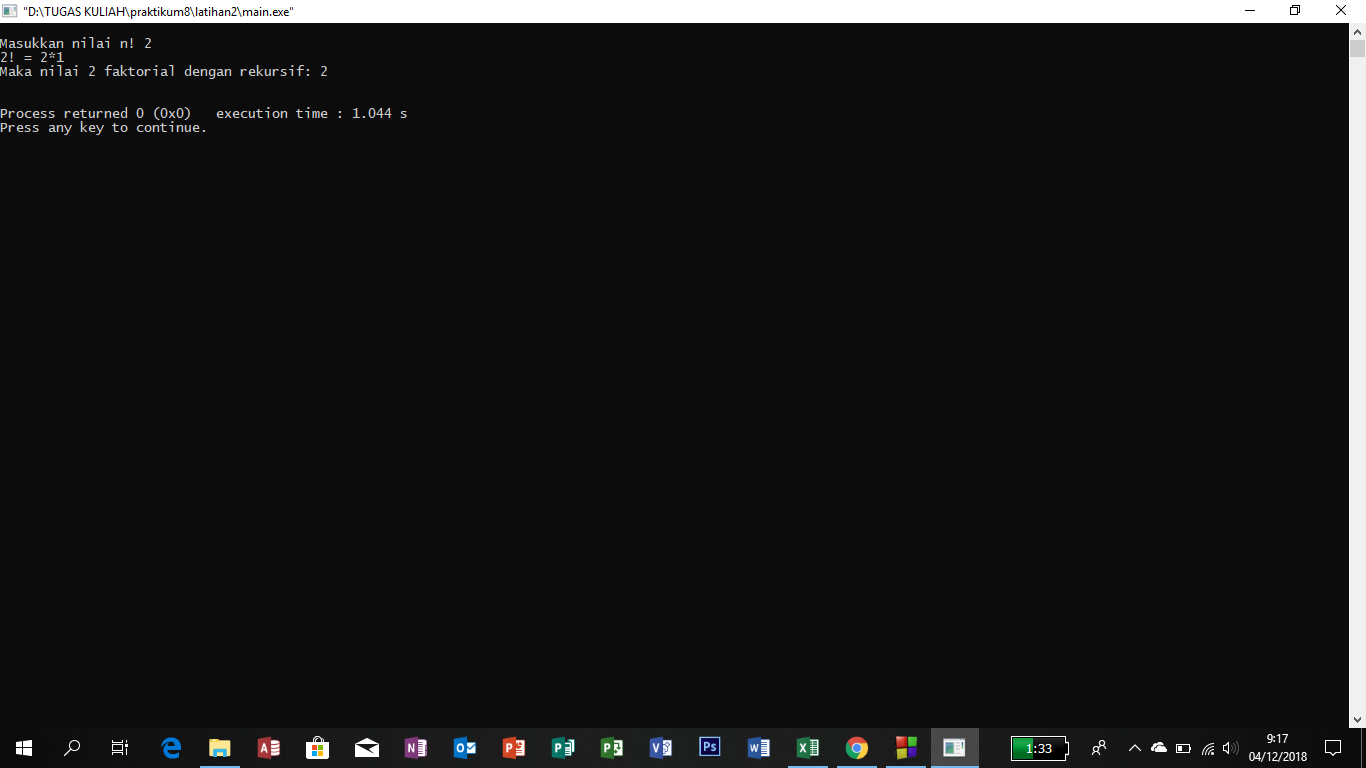 "D:\TUGAS KULIAH\praktikum8\latihan2\main.exe"
Masukkan nilai n! 2
2! = 2*1
Maka nilai 2 faktorial dengan rekursif: 2
Process returned 0 (0x0)   execution time : 1.044 s
Press any key to continue.
1:33
9:17
04/12/2018